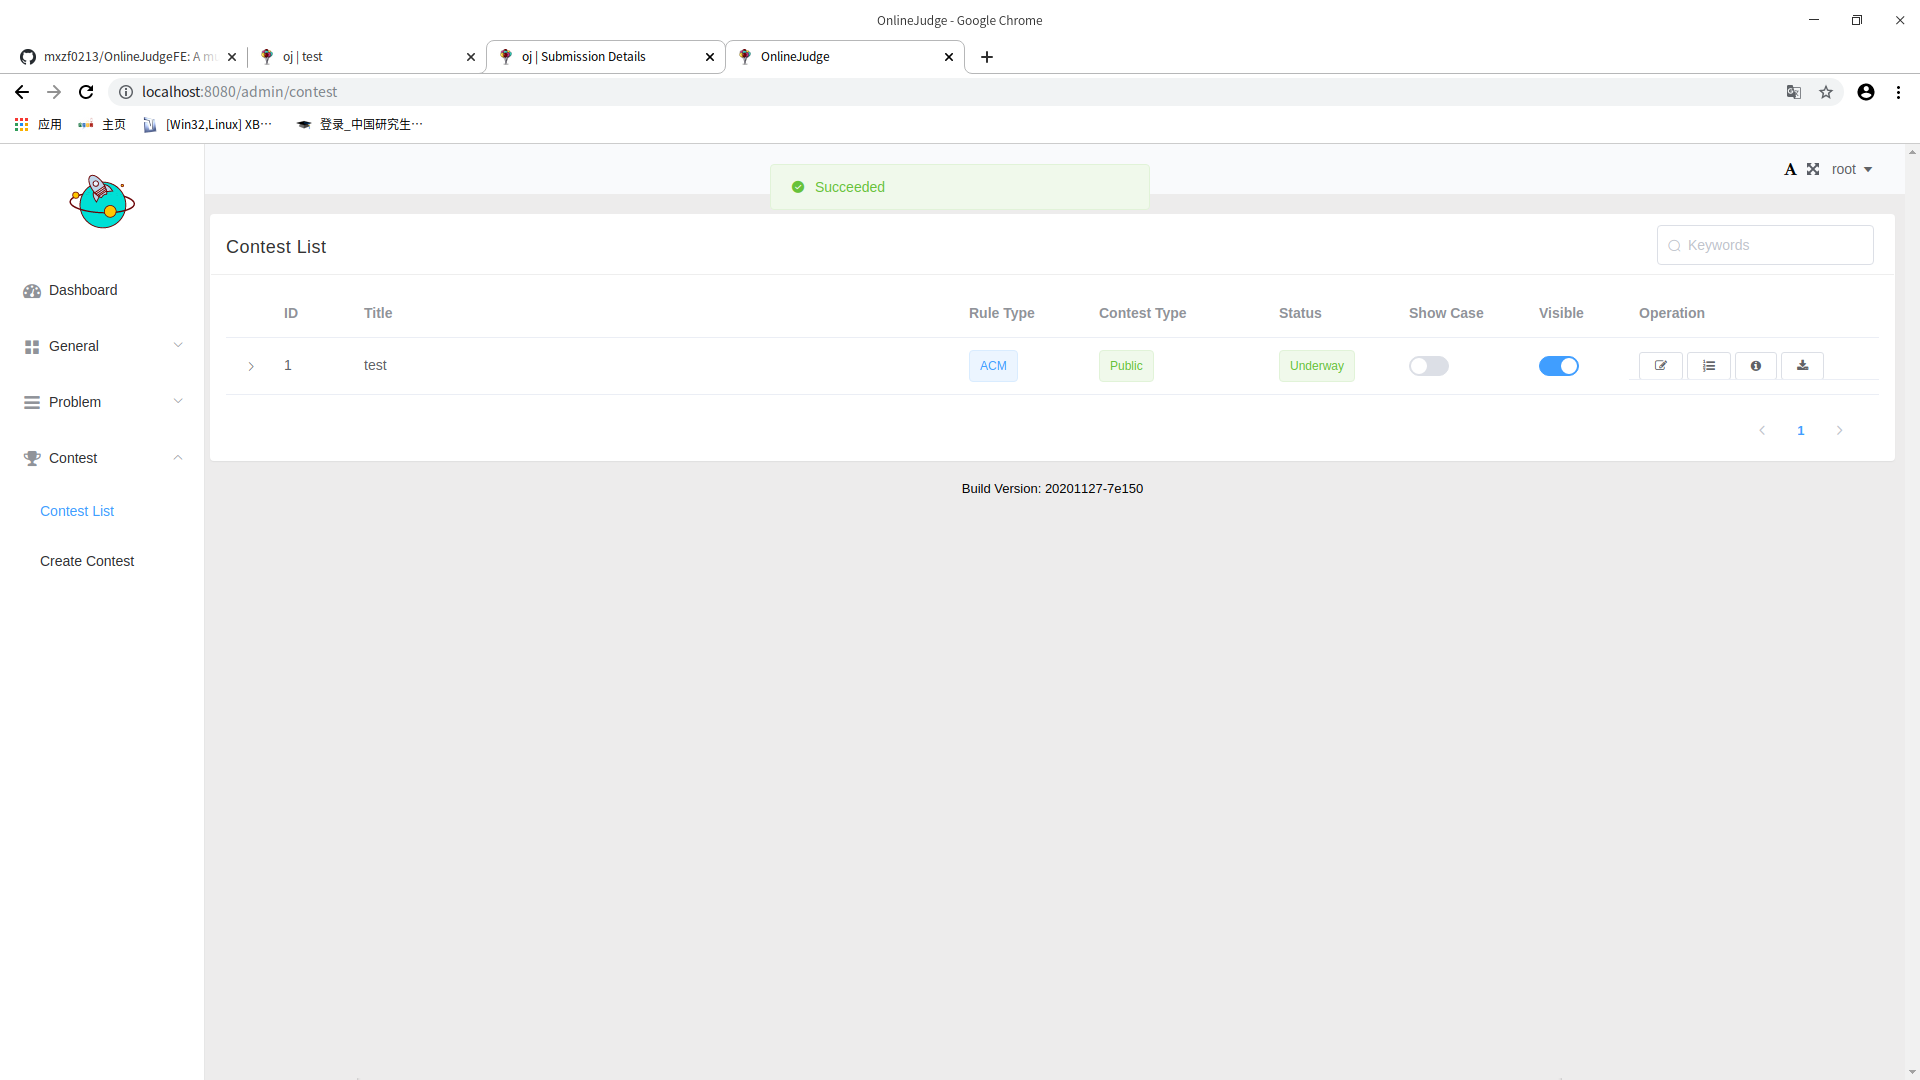 OnlineJudge - Google Chrome
mxzf0213/OnlineJudgeFE: A mu
oj | test
oj | Submission Details
OnlineJudge
localhost:8080/admin/contest
应用
主页
[Win32,Linux] XB…
登录_中国研究生…
A
root
Succeeded
Contest List
Keywords
Dashboard
General
Problem
Contest
Contest List
Create Contest
ID Title Rule Type Contest Type Status Show Case Visible Operation
1 test ACM Public Underway
1
Build Version: 20201127-7e150